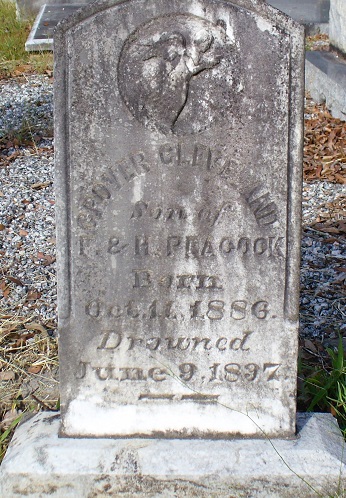 GROVER CLEVELAND
Son of
F. & H. PEACOCK
Born
Oct. 11, 1886.
Drowned
June 9, 1897